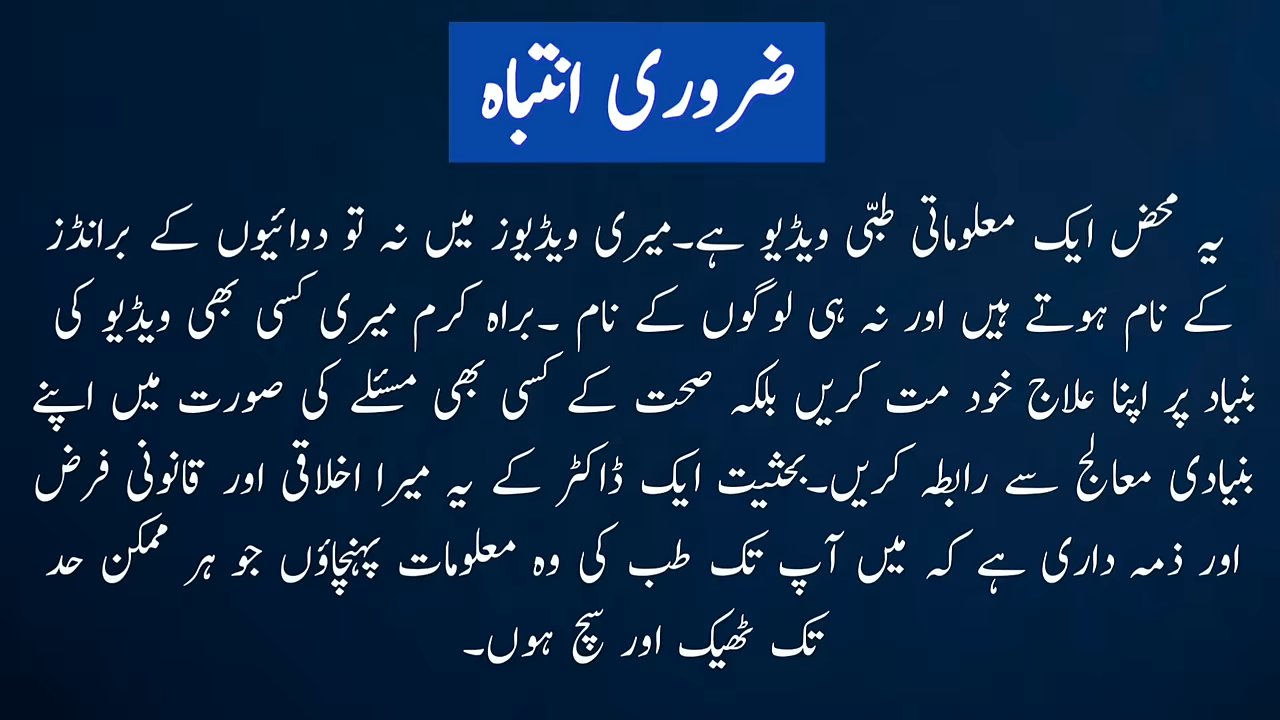 ضروری انتباہ
یہ محض ایک معلوماتی طبّی ویڈیو ہے۔میری ویڈیوز میں نہ تو دوائیوں کے برانڈز
کے نام ہوتے ہیں اور نہ ہی لوگوں کے نام ۔براہ کرم میری کسی بھی ویڈیو کی
بنیاد پر اپنا علاج خود مت کریں بلکہ صحت کے کسی بھی مسئلے کی صورت میں اپنے
بنیادی معالج سے رابطہ کریں۔بحثیت ایک ڈاکٹر کے یہ میرا اخلاقی اور قانونی فرض
اور ذمہ داری ہے کہ میں آپ تک طب کی وہ معلومات پہنچاؤں جو ہر ممکن حد
تک ٹھیک اور سچ ہوں۔